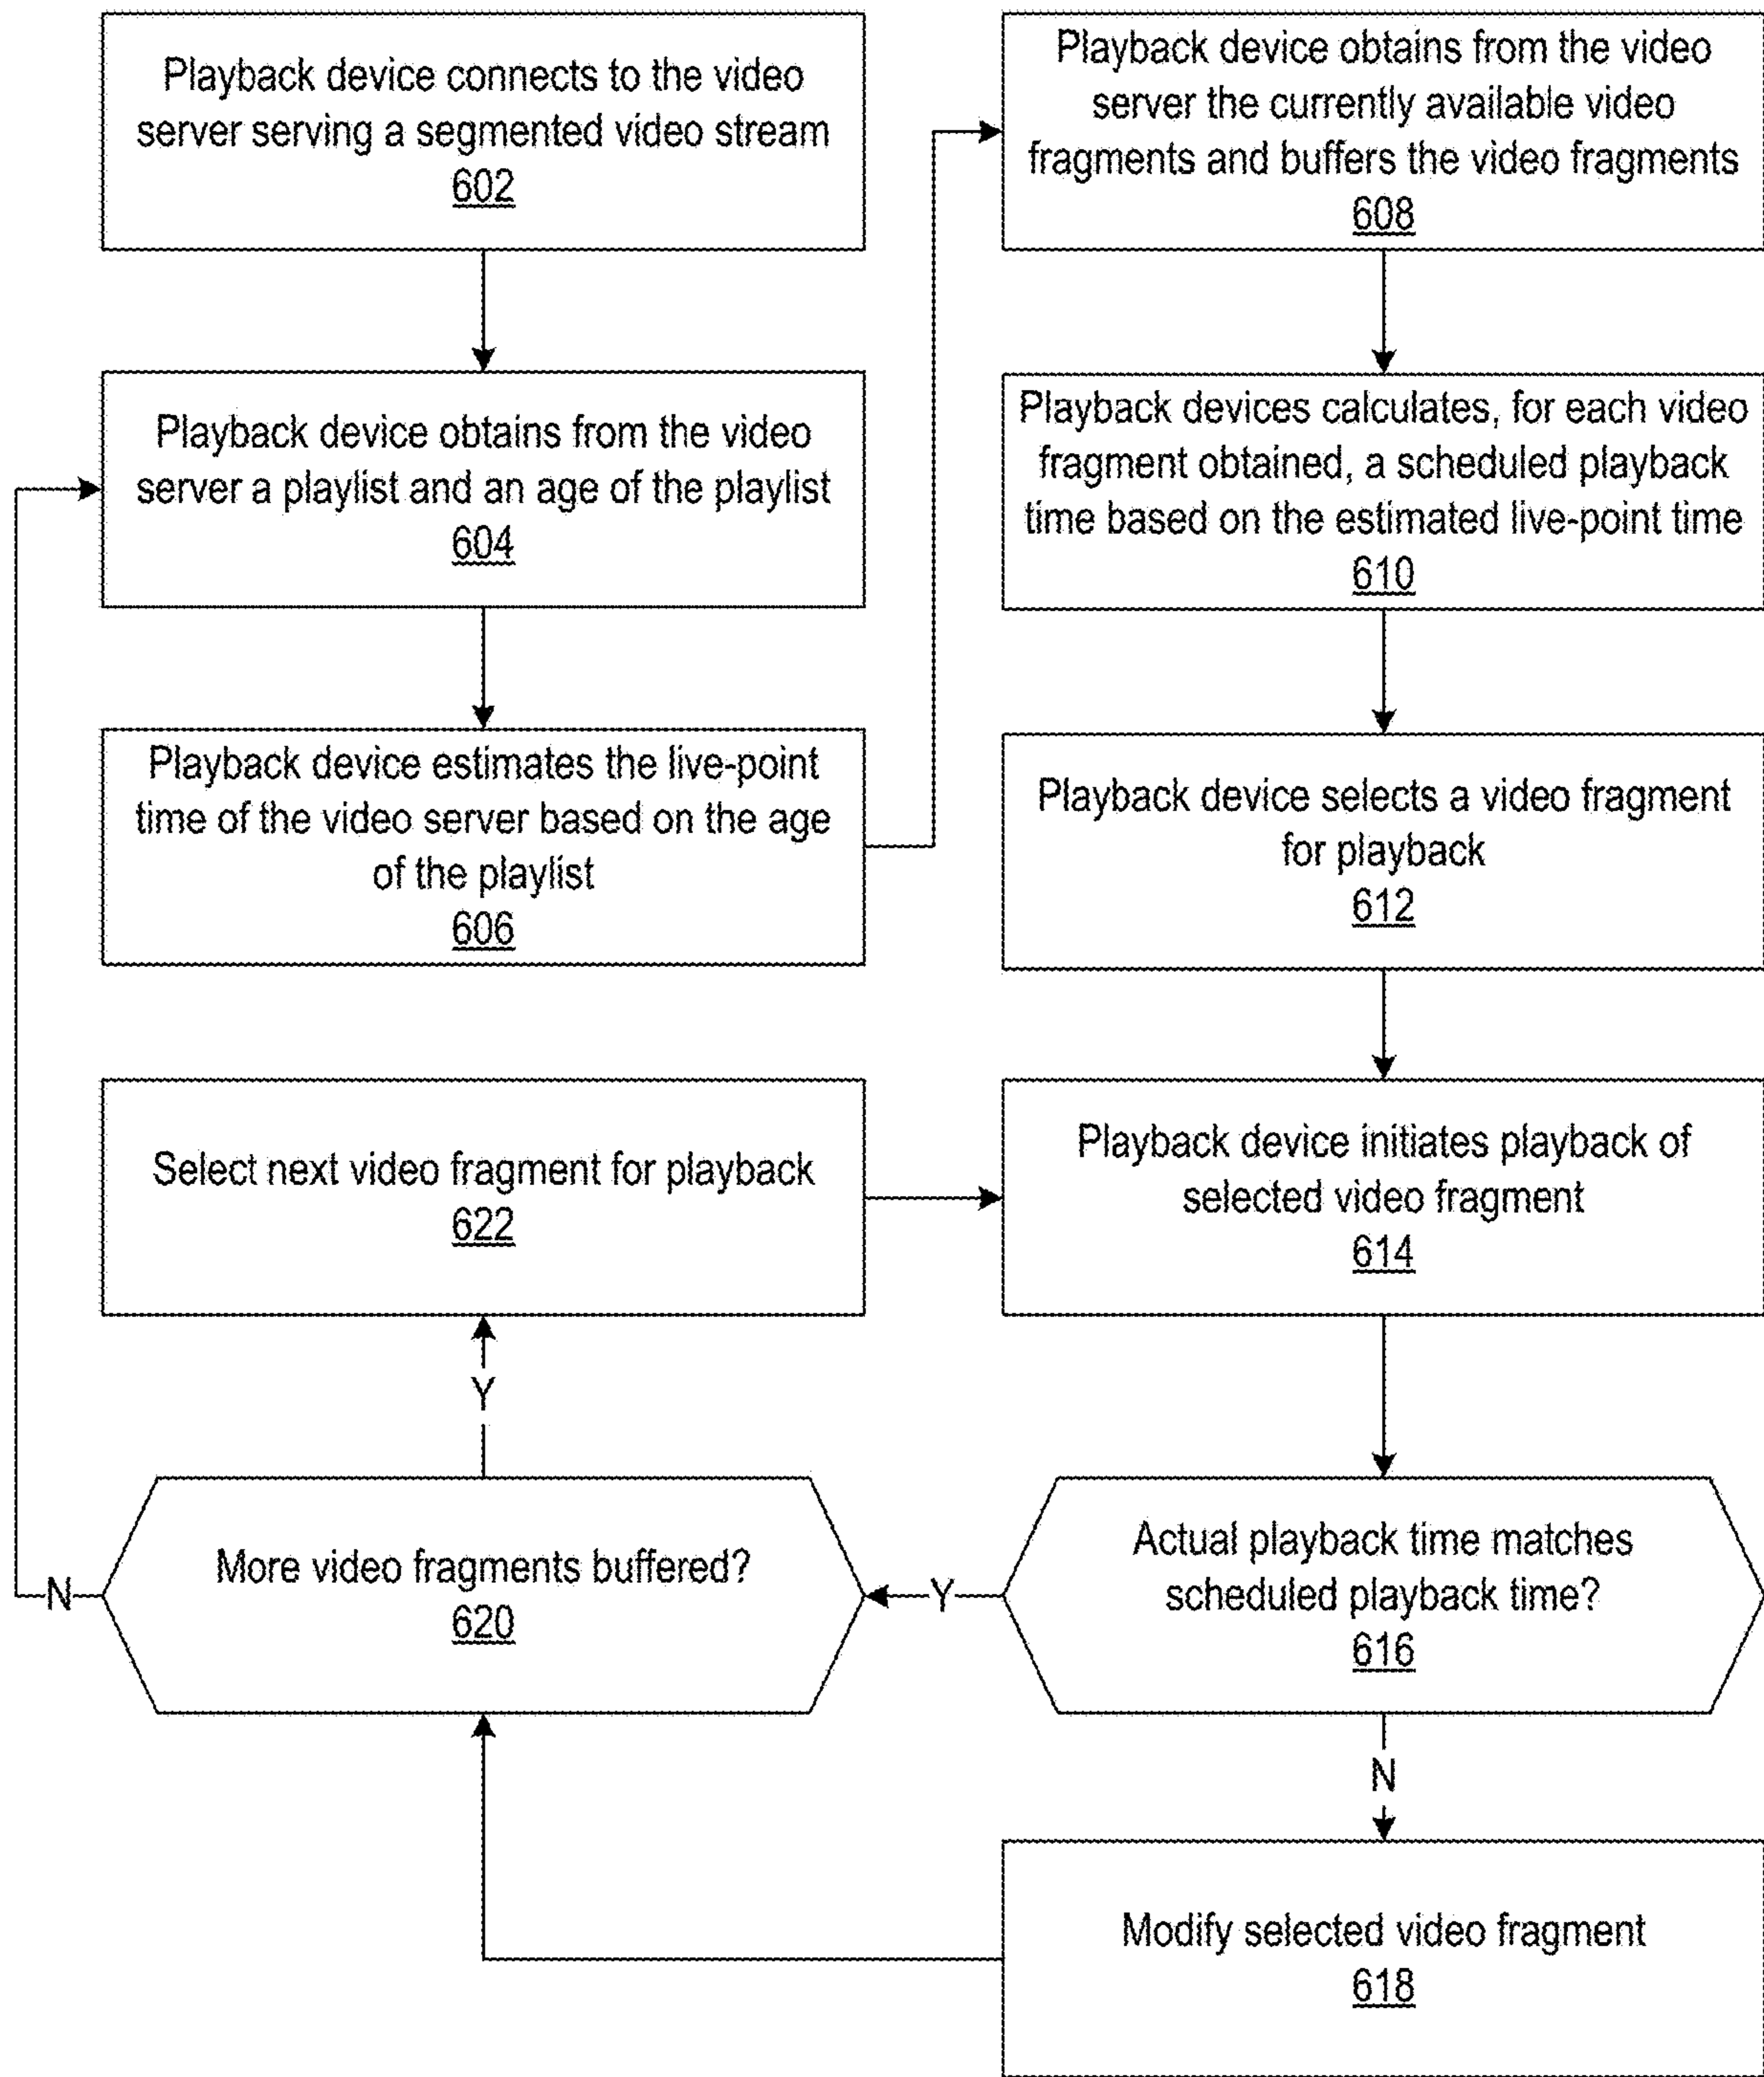 Playback device connects to the video
server serving a segmented video stream
602
Playback device obtains from the video
server a playlist and an age of the playlist
604
Playback device estimates the live-point
time of the video server based on the age
of the playlist
606
Playback device obtains from the video
server the currently available video
fragments and buffers the video fragments
608
Playback devices calculates, for each video
fragment obtained, a scheduled playback
time based on the estimated live-point time
610
Playback device selects a video fragment
for playback
612
Playback device initiates playback of
selected video fragment
614
Actual playback time matches
scheduled playback time?
616
Y
N
Modify selected video fragment
618
More video fragments buffered?
620
Y
N
Select next video fragment for playback
622